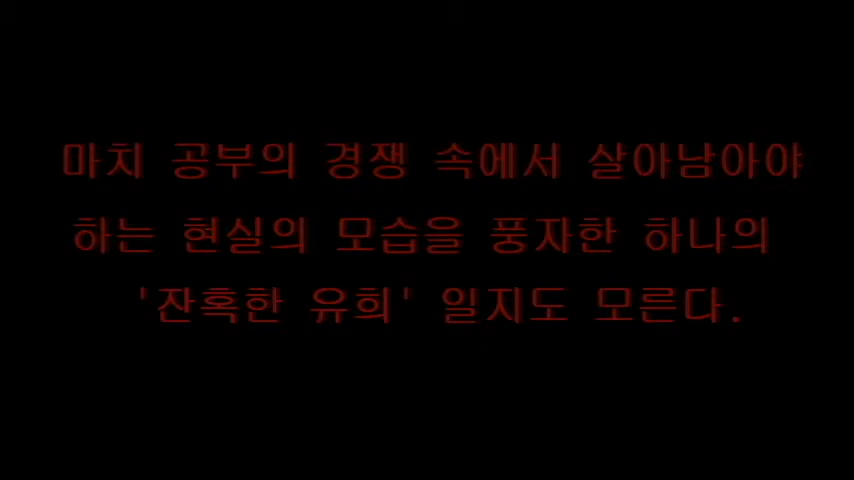 마치 공부의 경쟁 속에서 살아남아야
하는 현실의 모습을 풍자한 하나의
'잔혹한 유희' 일지도 모른다.